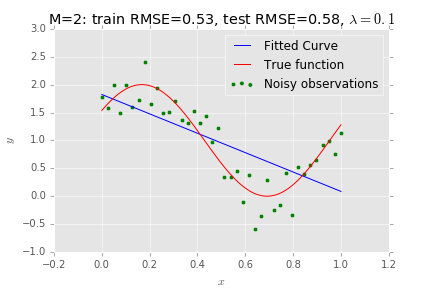 M=2: train RMSE=0.53, test RMSE=0.58, λ=0.1
3.0
2.5
2.0
1.5
1.0
0.5
0.0
−0.5
−1.0
y
Fitted Curve
True function
Noisy observations
−0.2 0.0 0.2 0.4 0.6 0.8 1.0 1.2
x